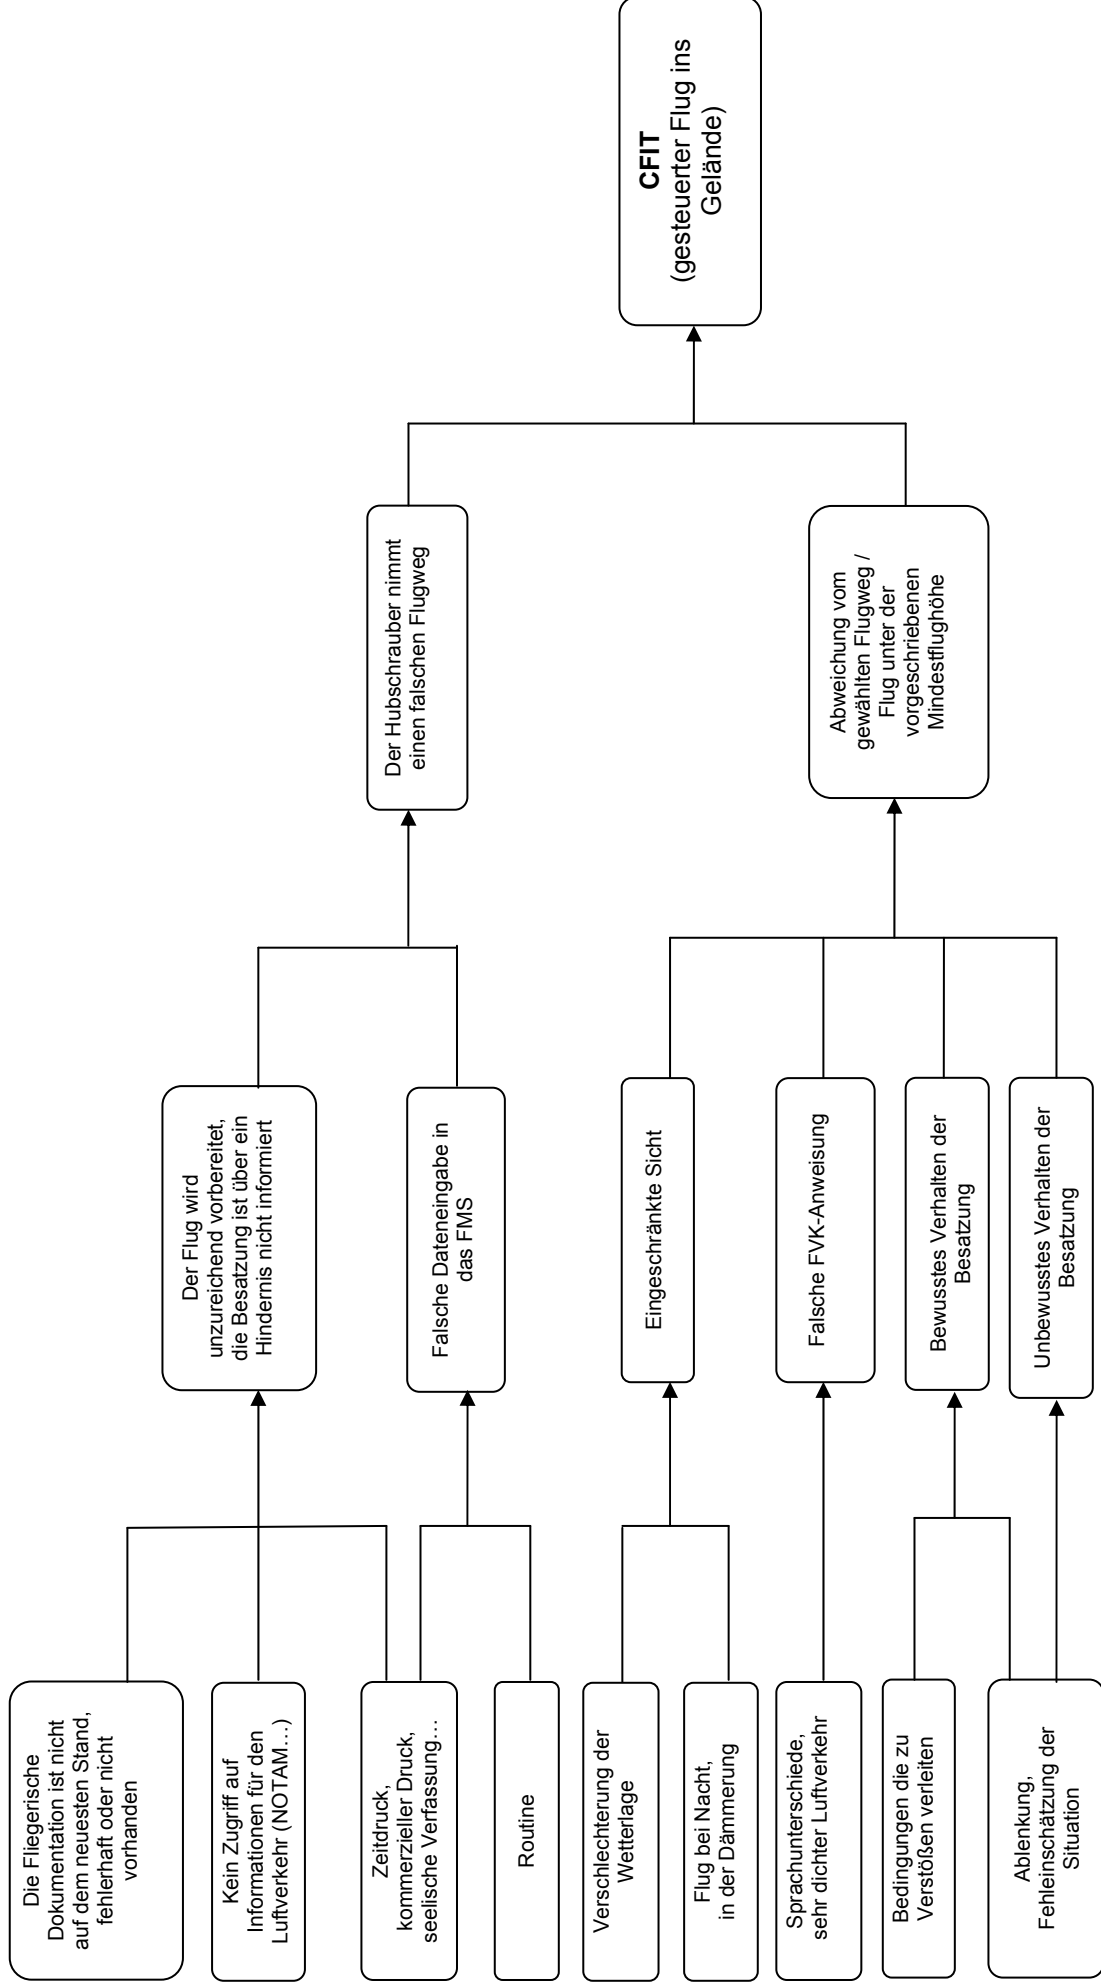 Die Fliegerische
Dokumentation ist nicht
auf dem neuesten Stand,
fehlerhaft oder nicht
vorhanden
Kein Zugriff auf
Informationen für den
Luftverkehr (NOTAM…)
Zeitdruck,
kommerzieller Druck,
seelische Verfassung…
Routine
Verschlechterung der
Wetterlage
Flug bei Nacht,
in der Dämmerung
Sprachunterschiede,
sehr dichter Luftverkehr
Bedingungen die zu
Verstößen verleiten
Ablenkung,
Fehleinschätzung der
Situation
Der Flug wird
unzureichend vorbereitet,
die Besatzung ist über ein
Hindernis nicht informiert
Falsche Dateneingabe in
das FMS
Eingeschränkte Sicht
Falsche FVK-Anweisung
Bewusstes Verhalten der
Besatzung
Unbewusstes Verhalten der
Besatzung
Der Hubschrauber nimmt
einen falschen Flugweg
Abweichung vom
gewählten Flugweg /
Flug unter der
vorgeschriebenen
Mindestflughöhe
CFIT
(gesteuerter Flug ins
Gelände)